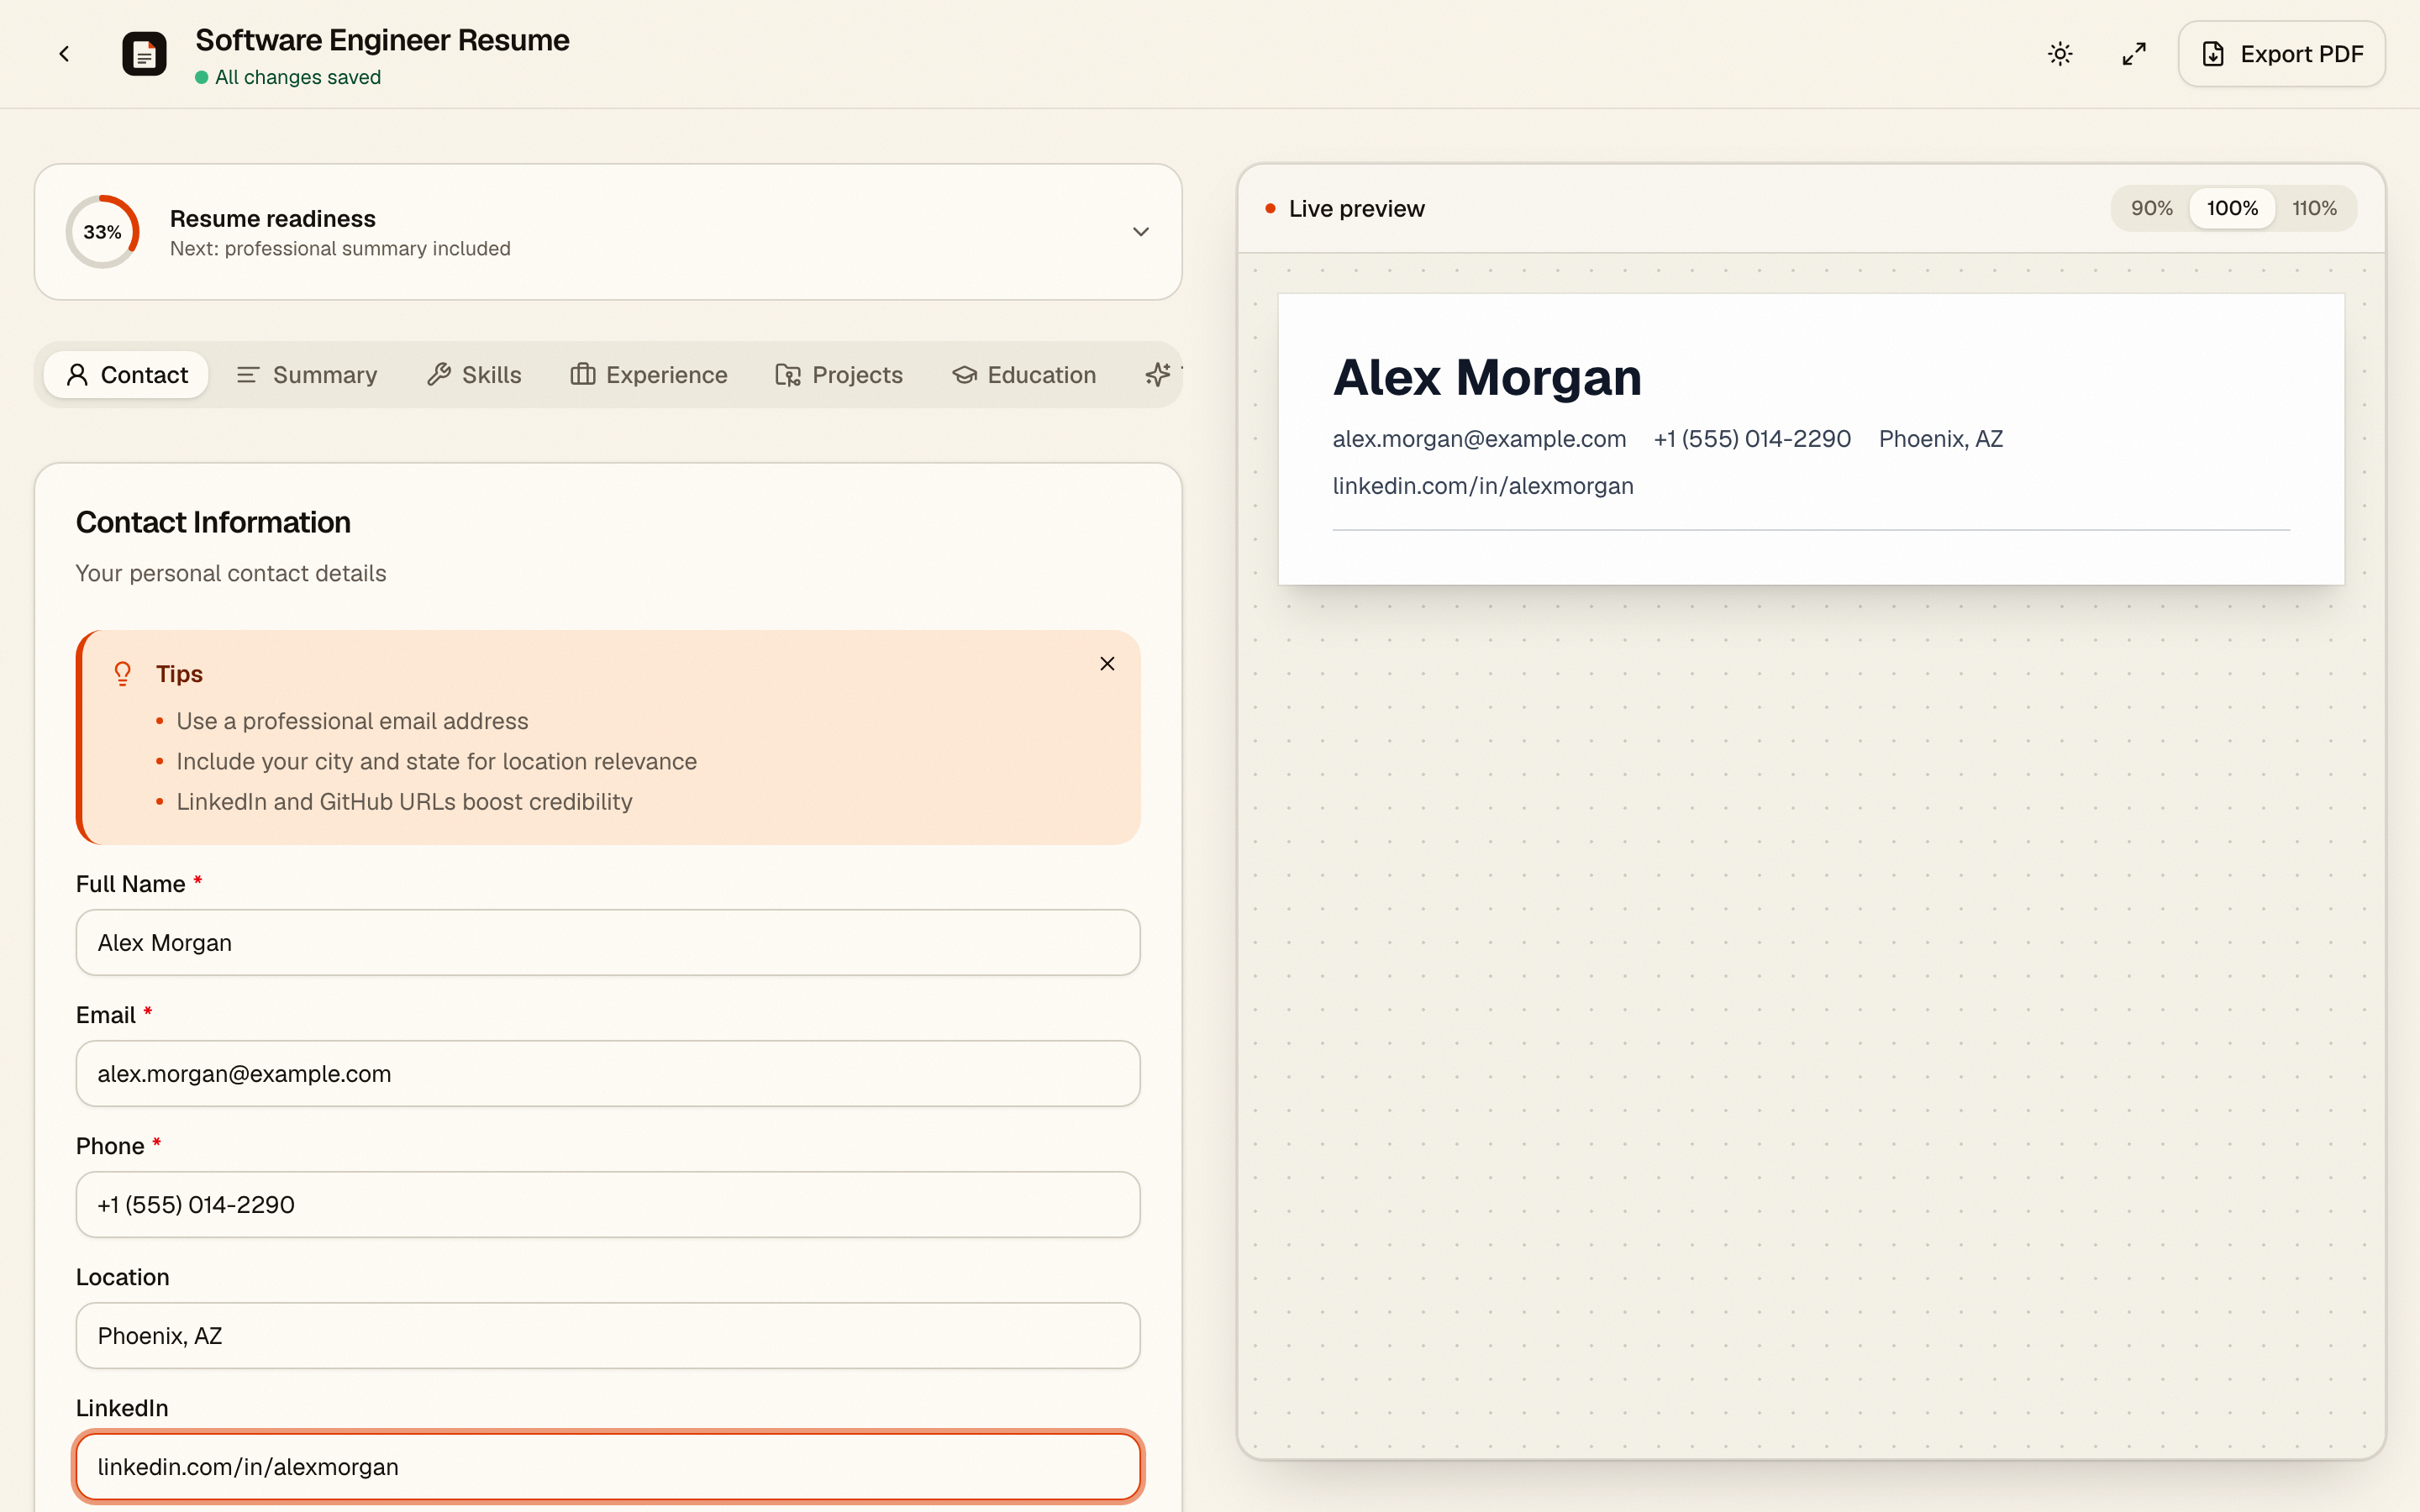 Software Engineer Resume
All changes saved
Export PDF
33%
Resume readiness
Next: professional summary included
Contact
Summary
Skills
Experience
Projects
Education
Contact Information
Your personal contact details
Tips
• Use a professional email address
• Include your city and state for location relevance
• LinkedIn and GitHub URLs boost credibility
Full Name *
Alex Morgan
Email *
alex.morgan@example.com
Phone *
+1 (555) 014-2290
Location
Phoenix, AZ
LinkedIn
linkedin.com/in/alexmorgan
Live preview
90% 100% 110%
Alex Morgan
alex.morgan@example.com +1 (555) 014-2290 Phoenix, AZ
linkedin.com/in/alexmorgan